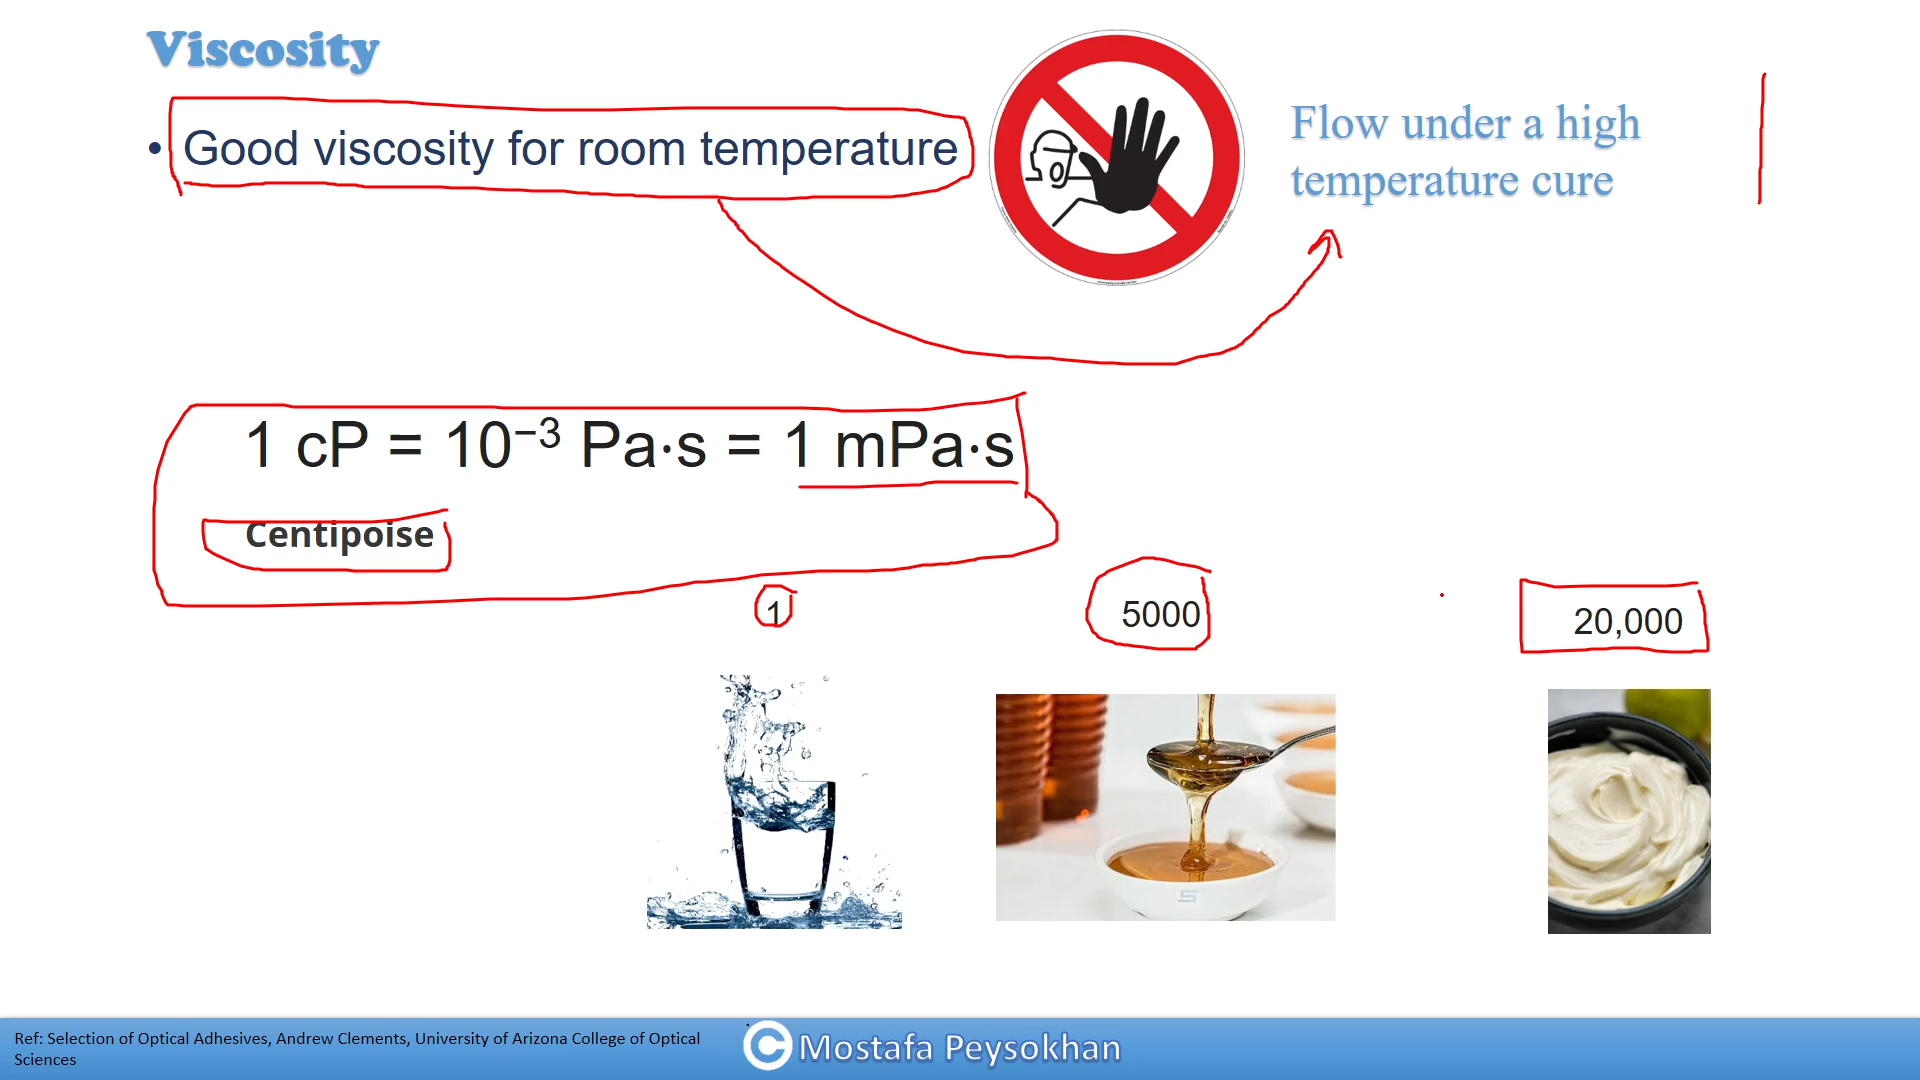 Viscosity
• Good viscosity for room temperature
Flow under a high
temperature cure
1 cP = 10⁻³ Pa·s = 1 mPa·s
Centipoise
1
5000
20,000
Ref: Selection of Optical Adhesives, Andrew Clements, University of Arizona College of Optical
Sciences
© Mostafa Peysokhan